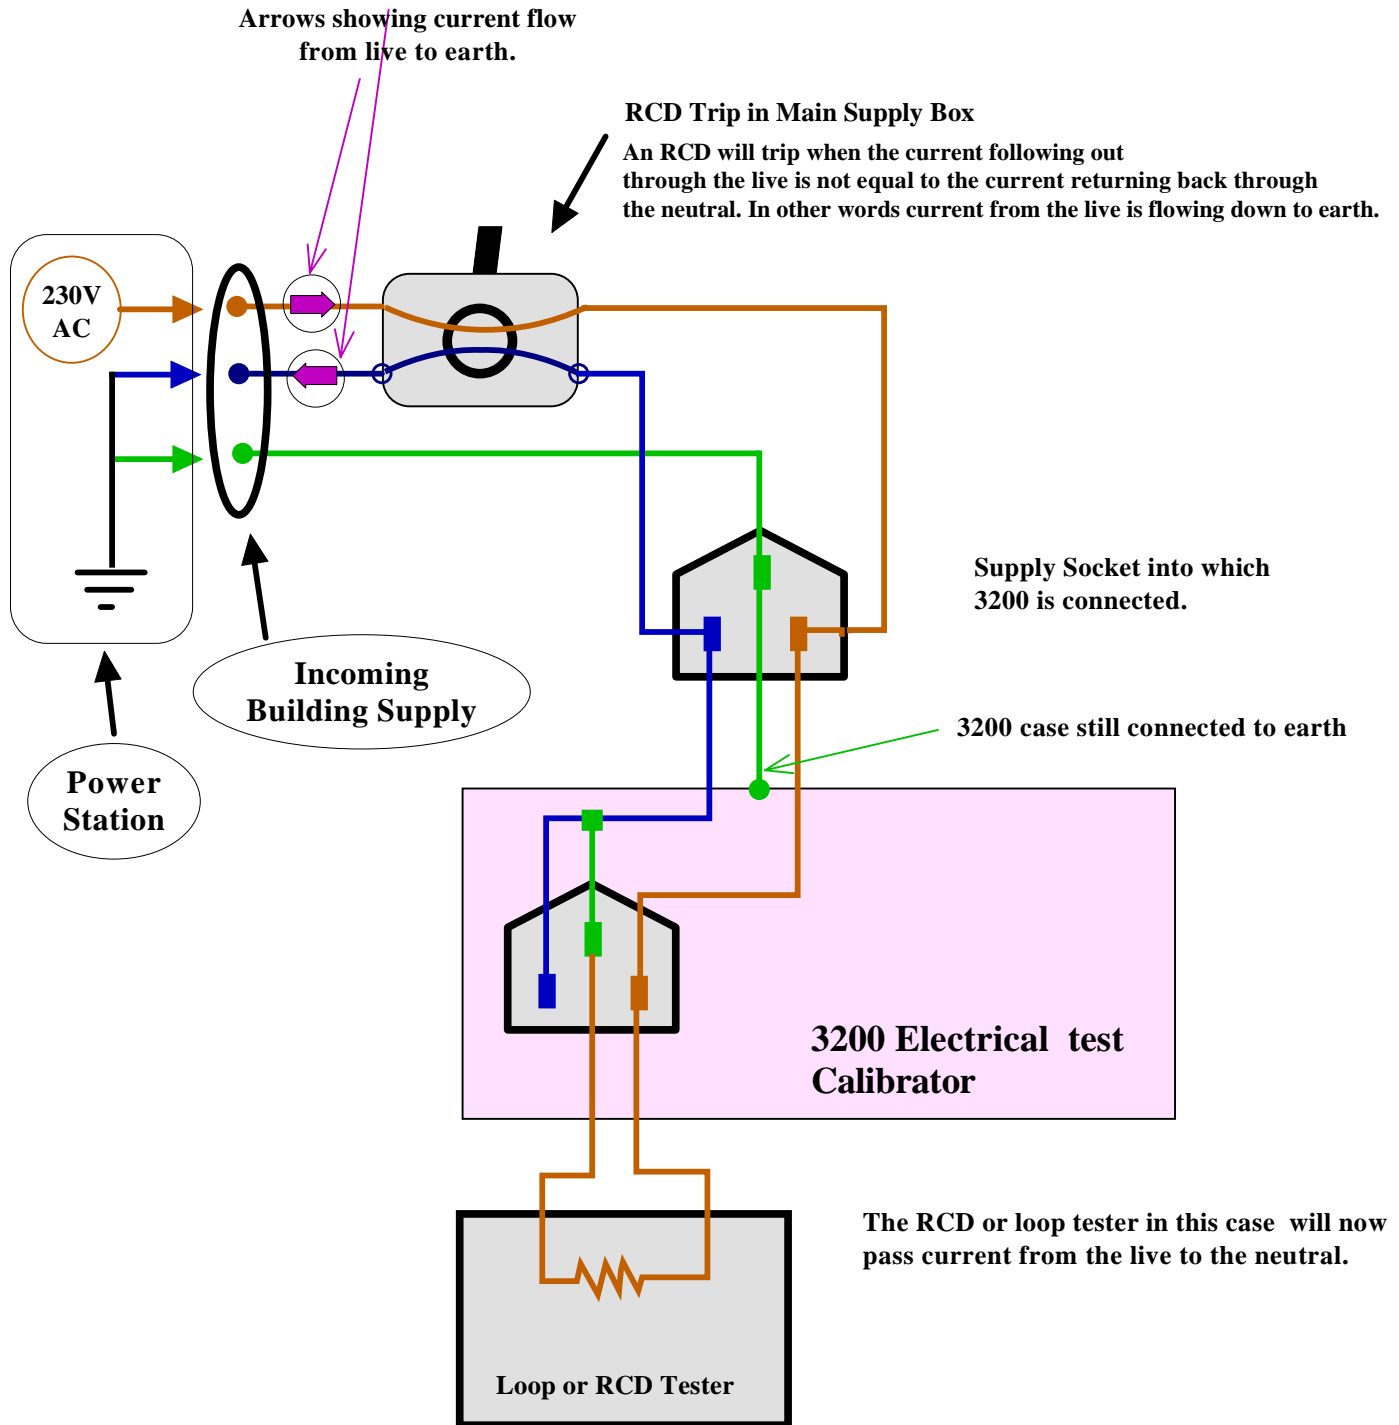 Arrows showing current flow
from live to earth.
RCD Trip in Main Supply Box
An RCD will trip when the current following out
through the live is not equal to the current returning back through
the neutral. In other words current from the live is flowing down to earth.
230V
AC
Supply Socket into which
3200 is connected.
Incoming
Building Supply
3200 case still connected to earth
Power
Station
3200 Electrical test
Calibrator
The RCD or loop tester in this case will now
pass current from the live to the neutral.
Loop or RCD Tester